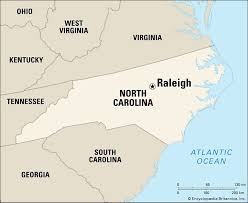 OHIO
WEST
VIRGINIA
VIRGINIA
KENTUCKY
Raleigh
NORTH
CAROLINA
TENNESSEE
SOUTH
CAROLINA
ATLANTIC
OCEAN
GEORGIA
© Encyclopædia Britannica, Inc.